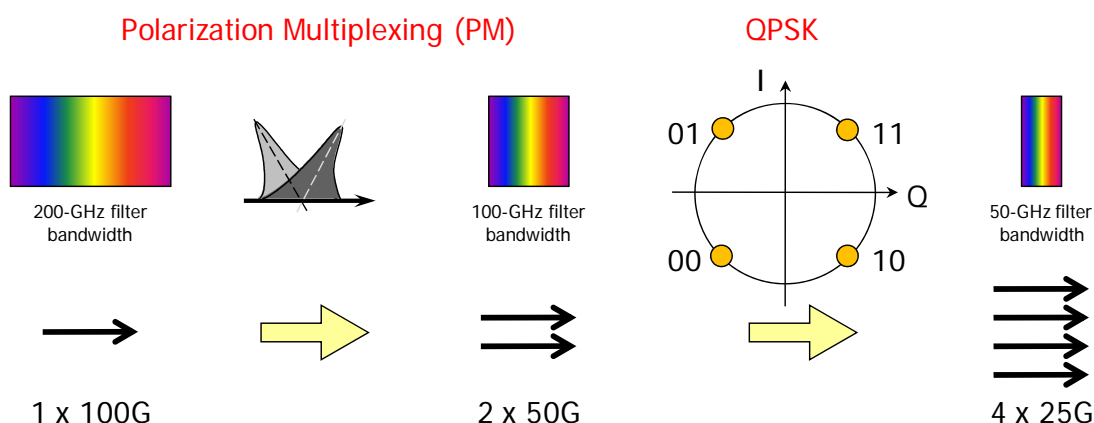 Polarization Multiplexing (PM)
QPSK
I
01
11
Q
00
10
200-GHz filter
bandwidth
100-GHz filter
bandwidth
50-GHz filter
bandwidth
1 x 100G
2 x 50G
4 x 25G